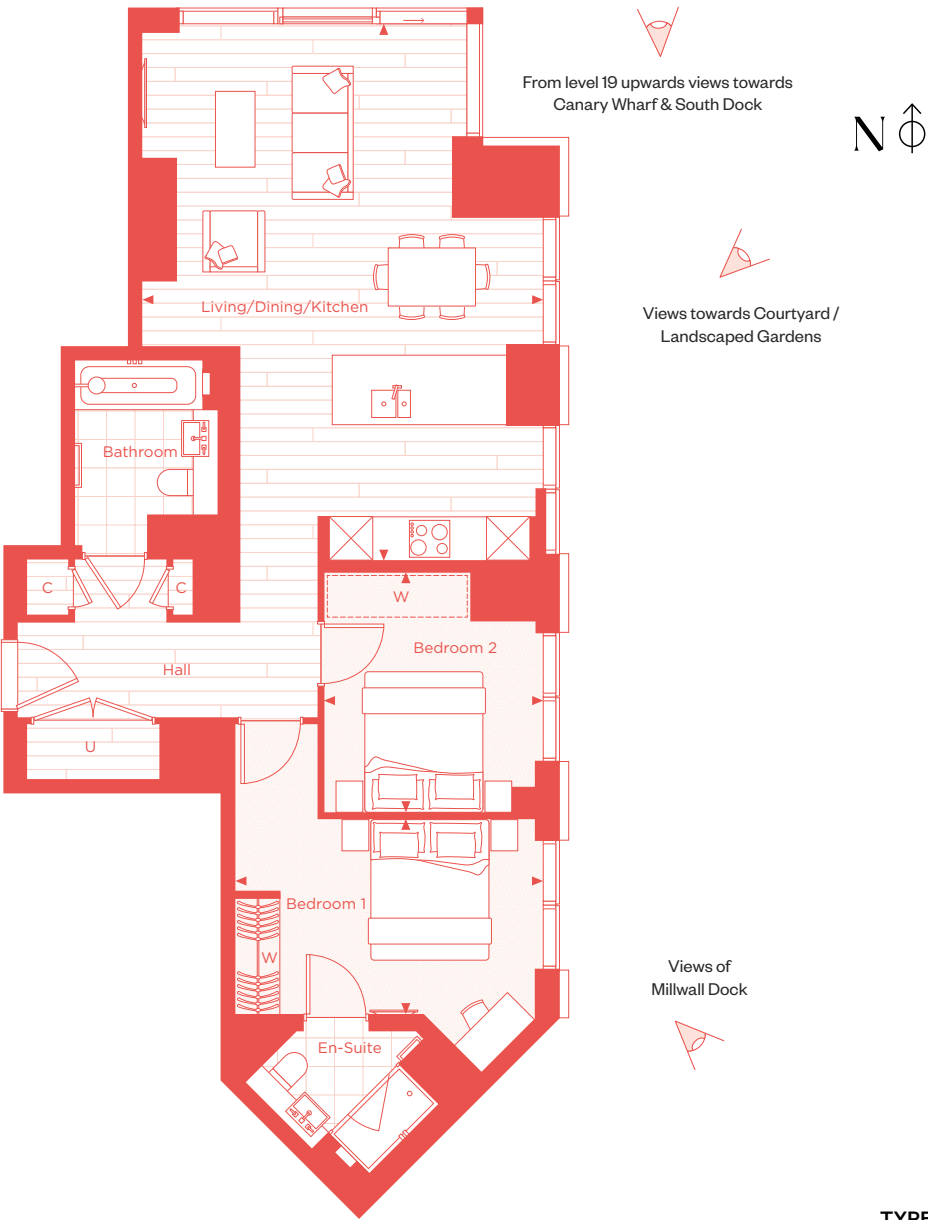 From level 19 upwards views towards
Canary Wharf & South Dock
N
Living/Dining/Kitchen
Views towards Courtyard /
Landscaped Gardens
Bathroom
C
C
W
Bedroom 2
Hall
U
Bedroom 1
W
Views of
Millwall Dock
En-Suite
TYPE